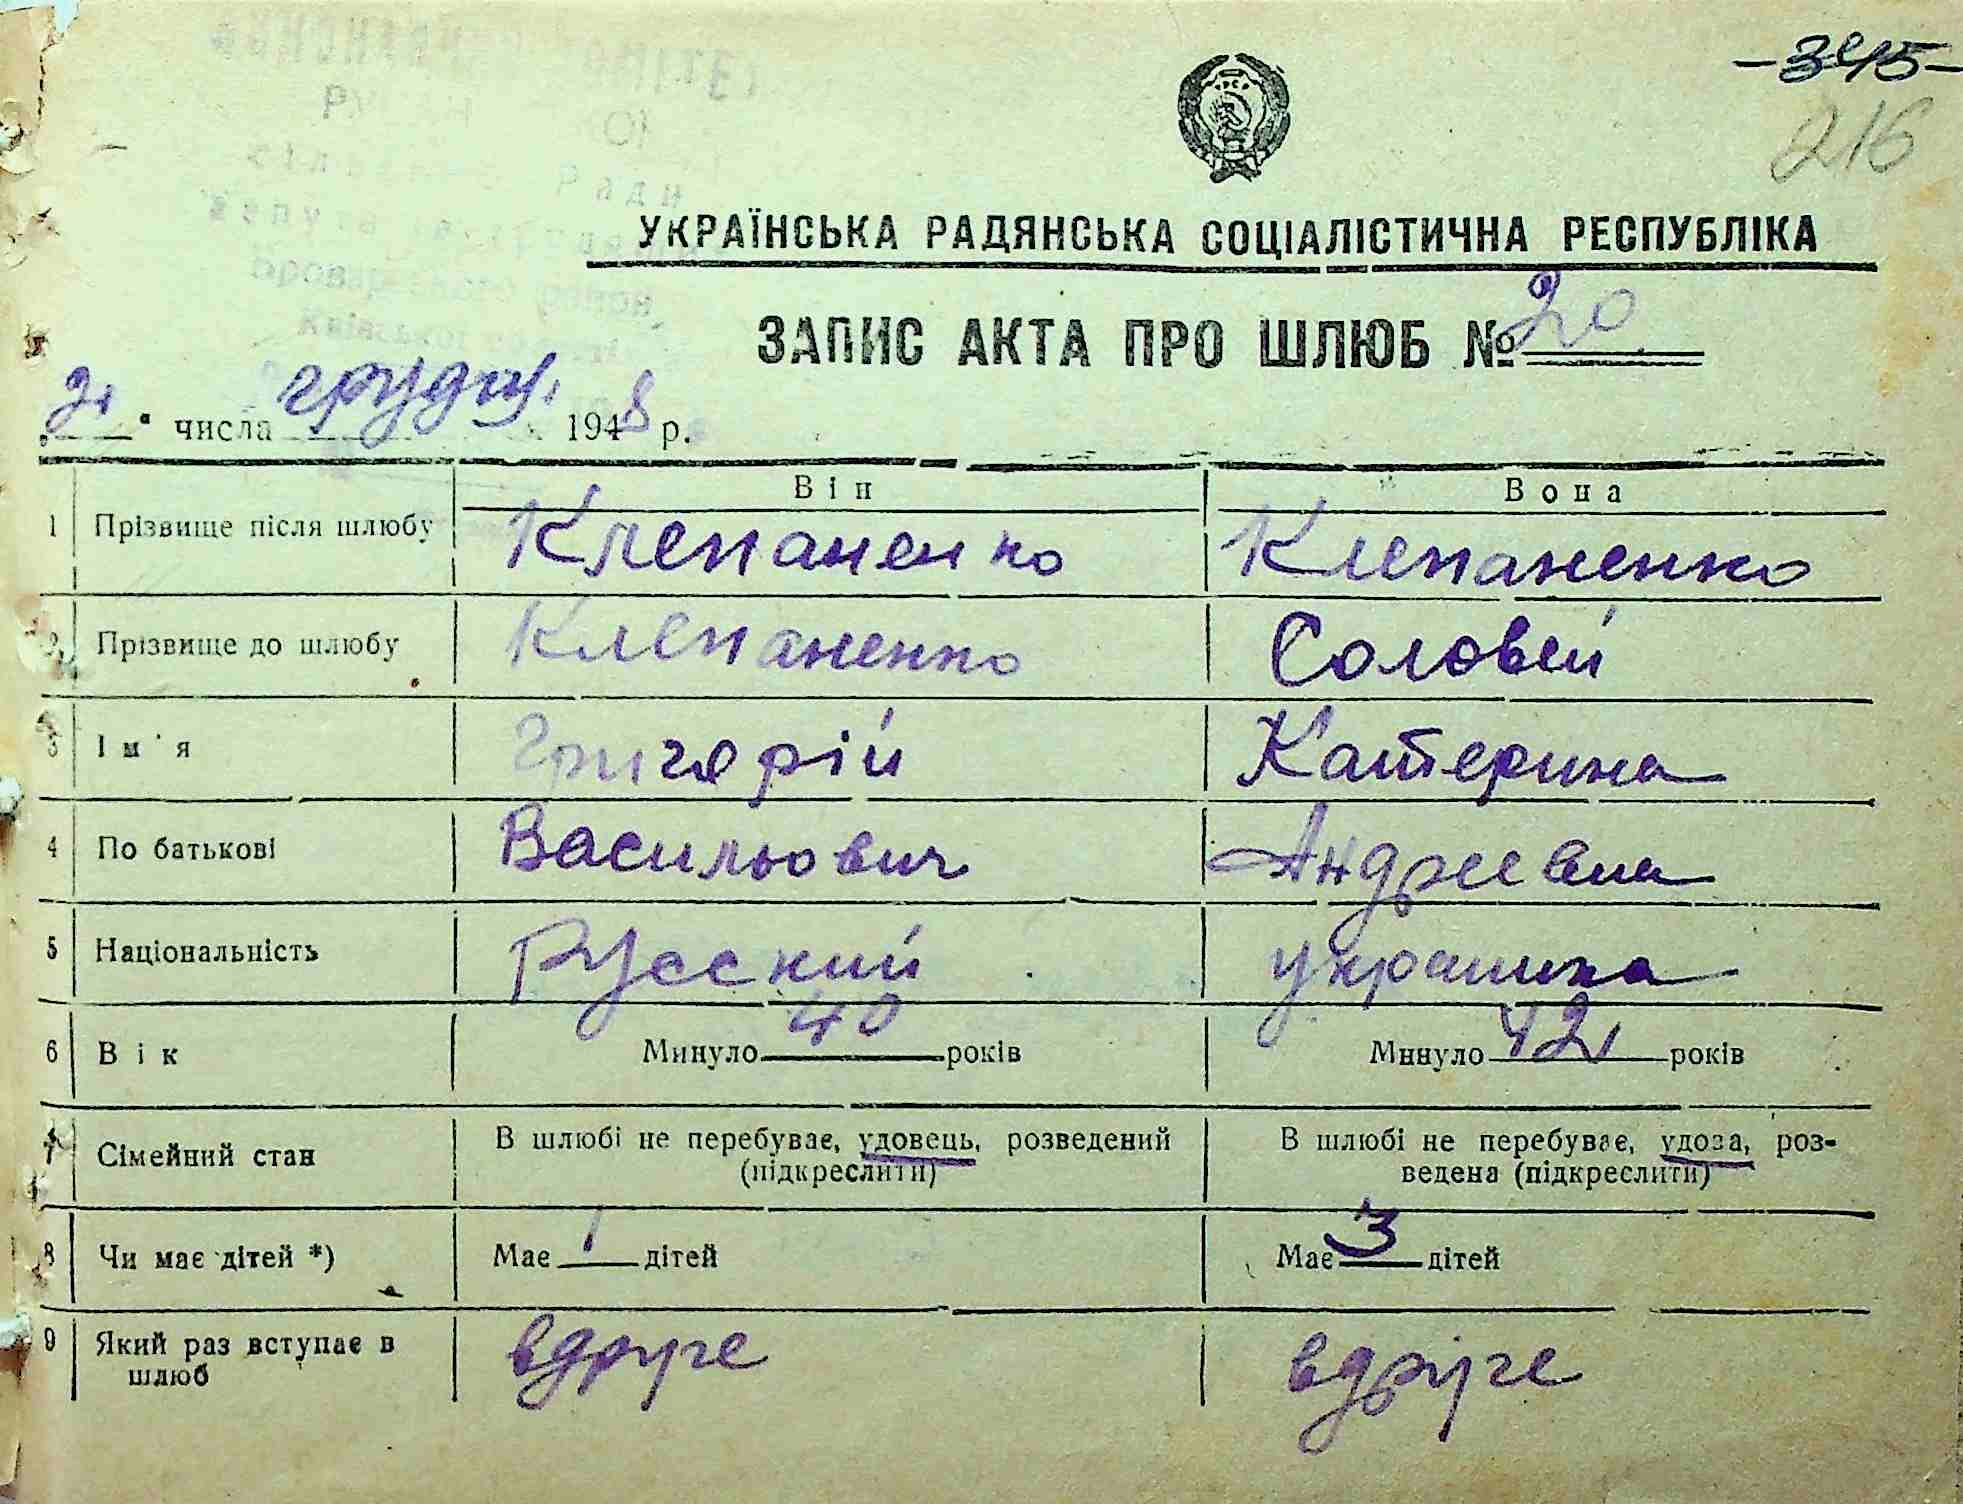 -345-
216
УКРАЇНСЬКА РАДЯНСЬКА СОЦІАЛІСТИЧНА РЕСПУБЛІКА
ЗАПИС АКТА ПРО ШЛЮБ № 20
числа грудня 1948 р.
Він Вона
1 Прізвище після шлюбу Клепаненко Клепаненко
2 Прізвище до шлюбу Клепаненко Соловей
3 Ім'я Григорій Катерина
4 По батькові Васильович Андреевна
5 Національність Русский украинка
6 Вік Минуло 40 років Минуло 42 років
7 Сімейний стан В шлюбі не перебуває, удовець, розведений (підкреслити) В шлюбі не перебуває, удова, роз-
ведена (підкреслити)
8 Чи має дітей *) Має 1 дітей Має 3 дітей
9 Який раз вступає в шлюб вдруге вдруге